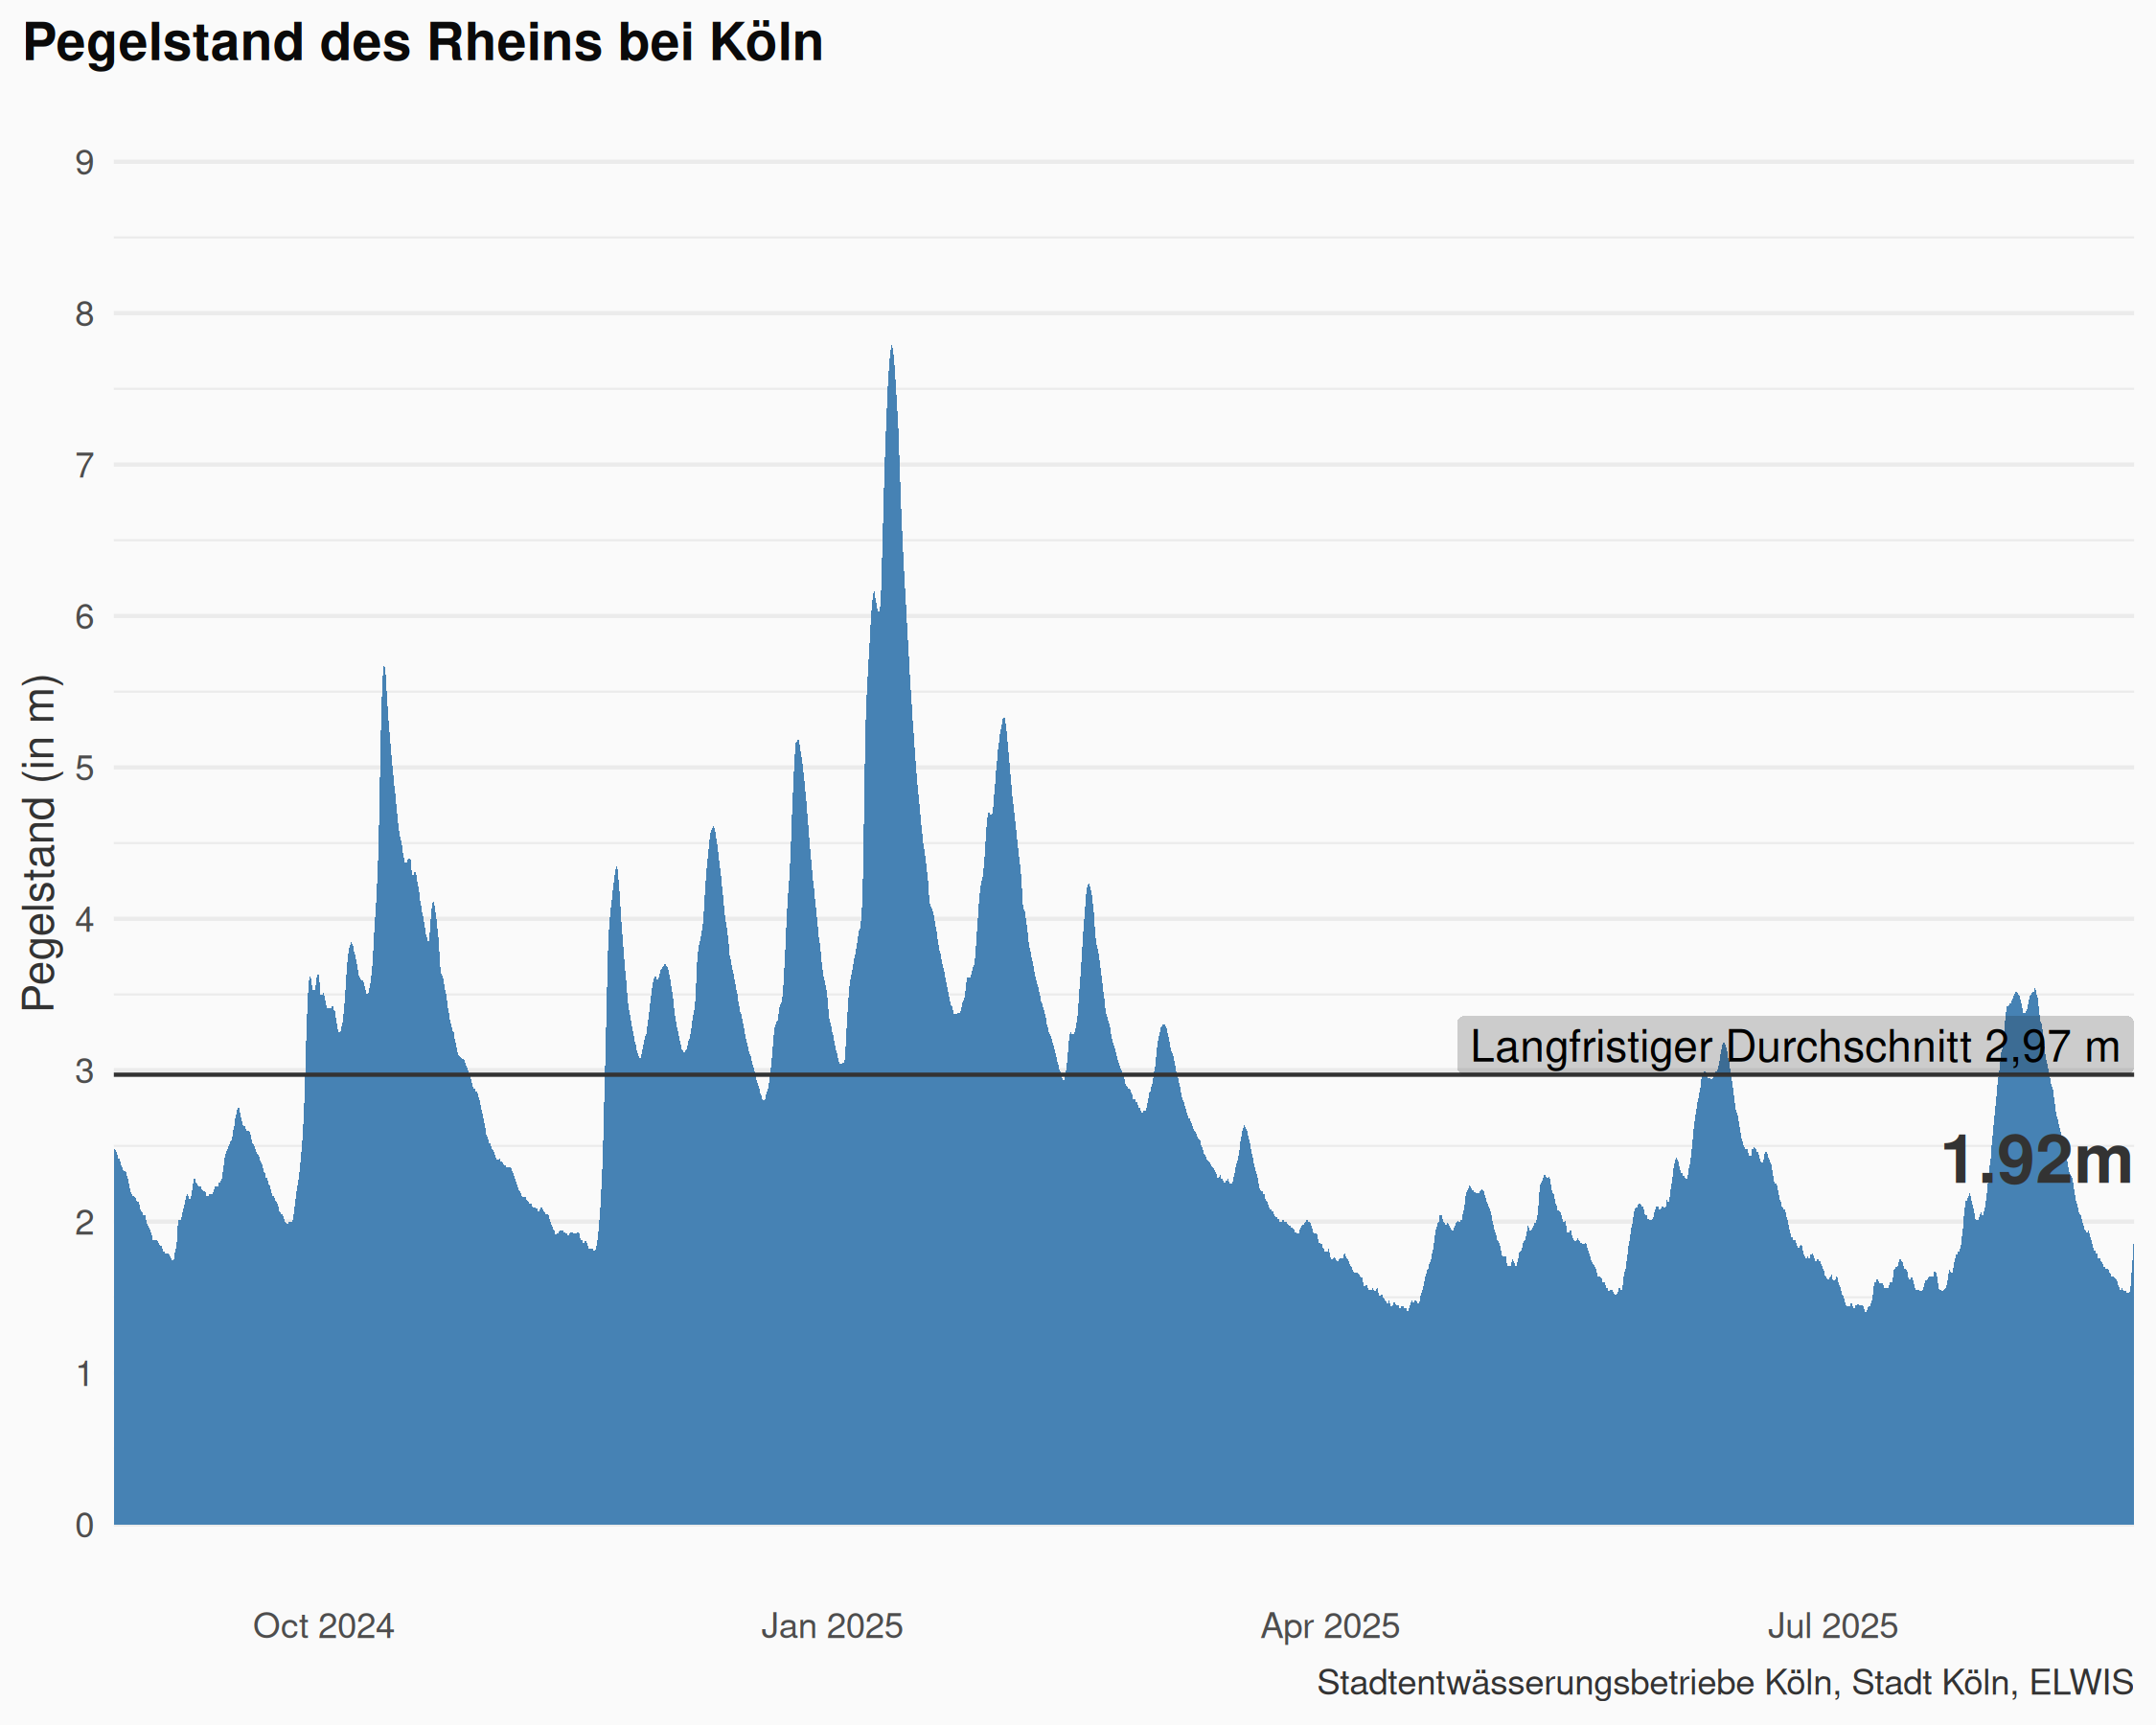 Pegelstand des Rheins bei Köln
Pegelstand (in m)
9
8
7
6
5
4
3
2
1
0
Langfristiger Durchschnitt 2,97 m
1.92m
Oct 2024
Jan 2025
Apr 2025
Jul 2025
Stadtentwässerungsbetriebe Köln, Stadt Köln, ELWIS